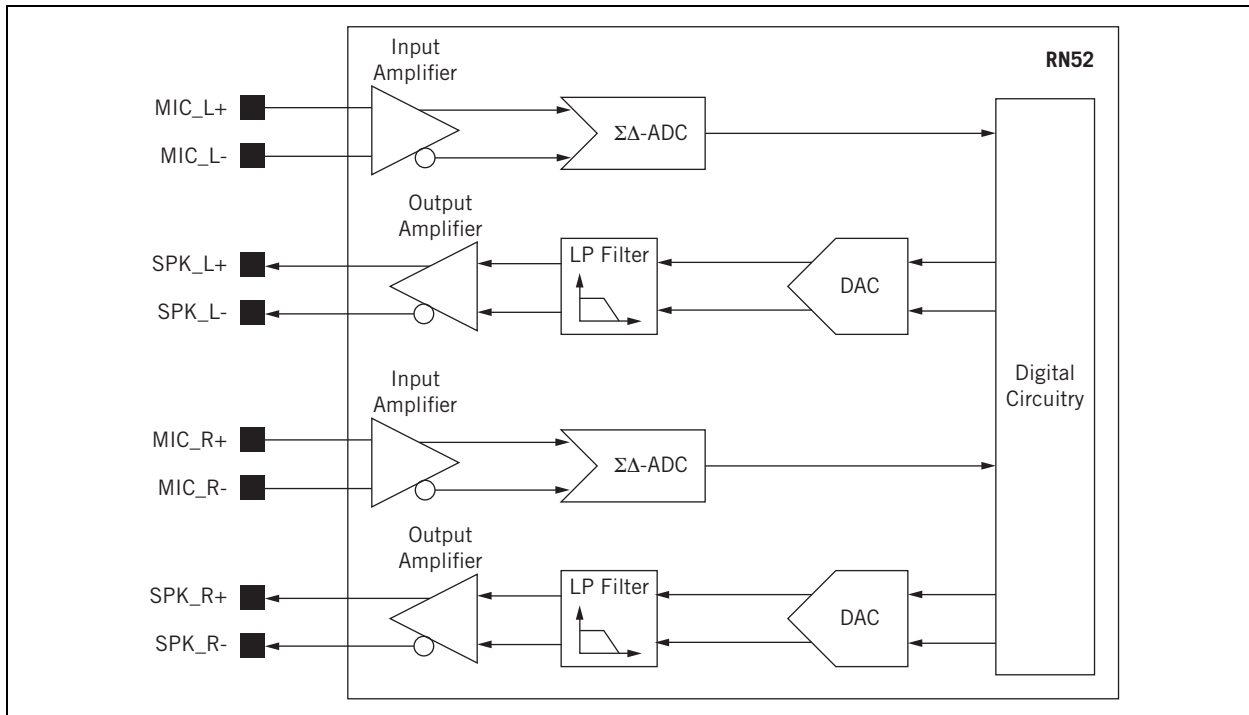 RN52
Input
Amplifier
MIC_L+
MIC_L-
ΣΔ-ADC
Output
Amplifier
SPK_L+
SPK_L-
LP Filter
DAC
Digital
Circuitry
Input
Amplifier
MIC_R+
MIC_R-
ΣΔ-ADC
Output
Amplifier
SPK_R+
SPK_R-
LP Filter
DAC